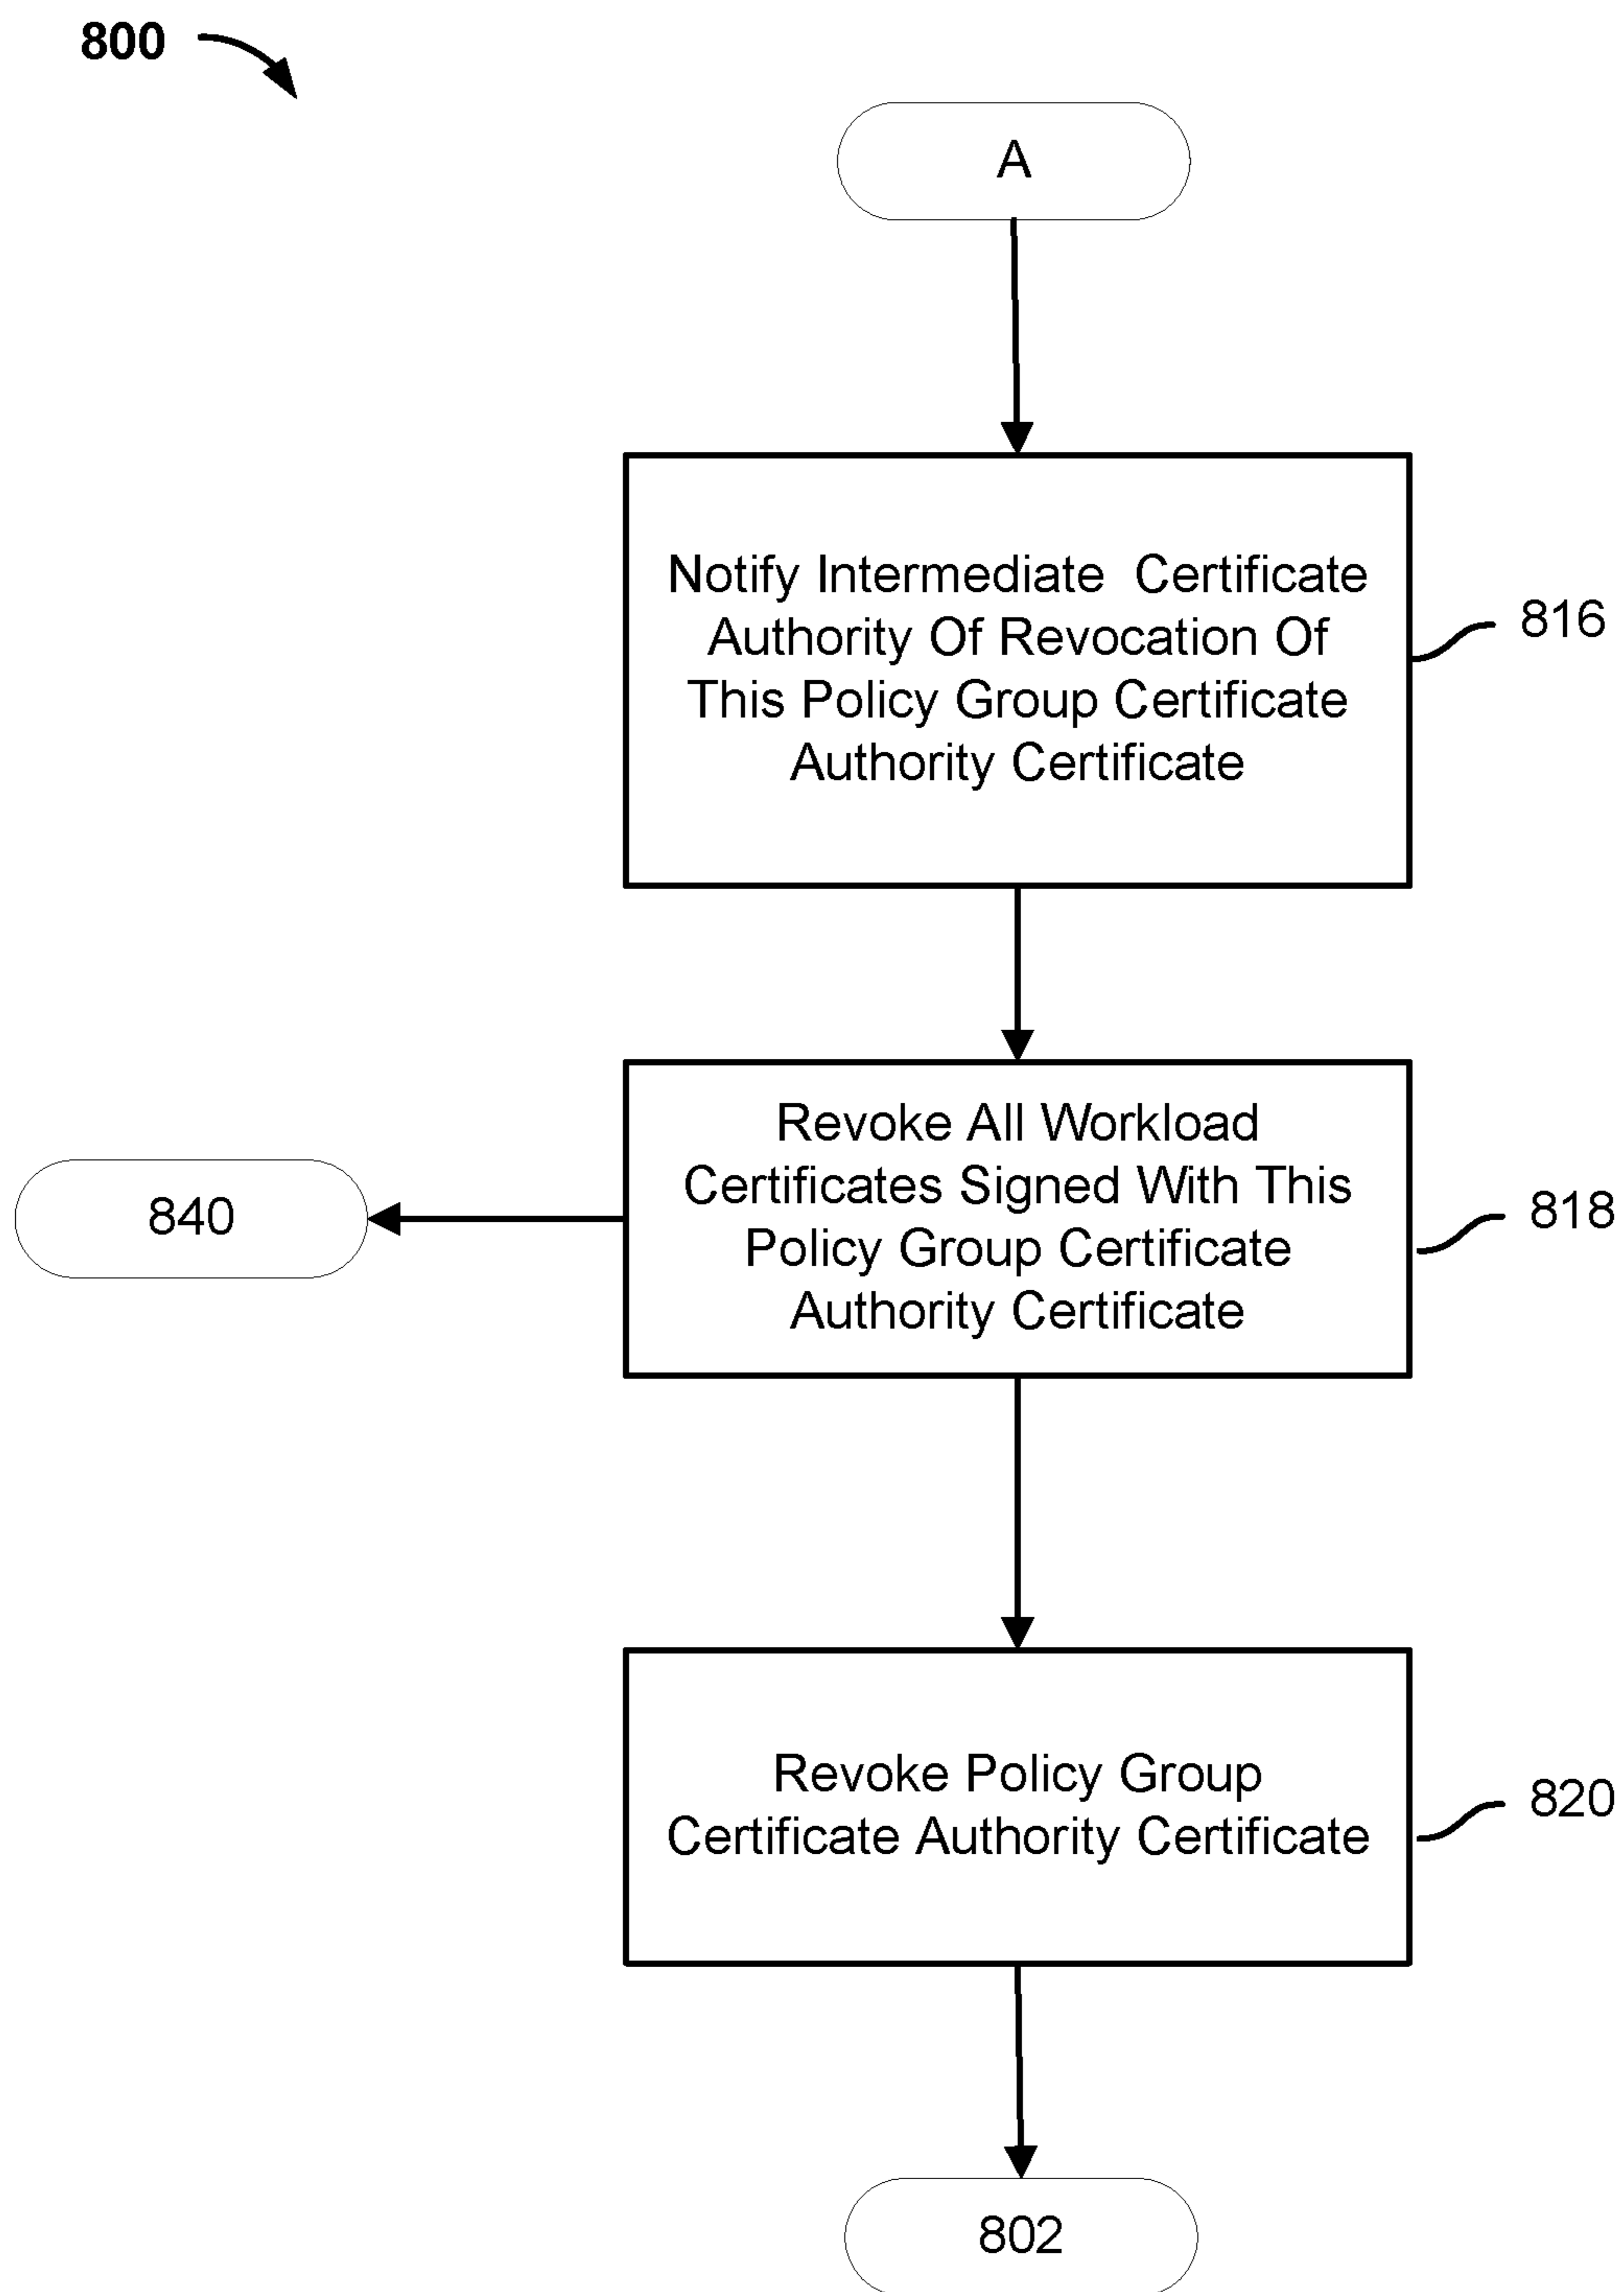 800
A
Notify Intermediate Certificate
Authority Of Revocation Of
This Policy Group Certificate
Authority Certificate
816
Revoke All Workload
Certificates Signed With This
Policy Group Certificate
Authority Certificate
818
840
Revoke Policy Group
Certificate Authority Certificate
820
802